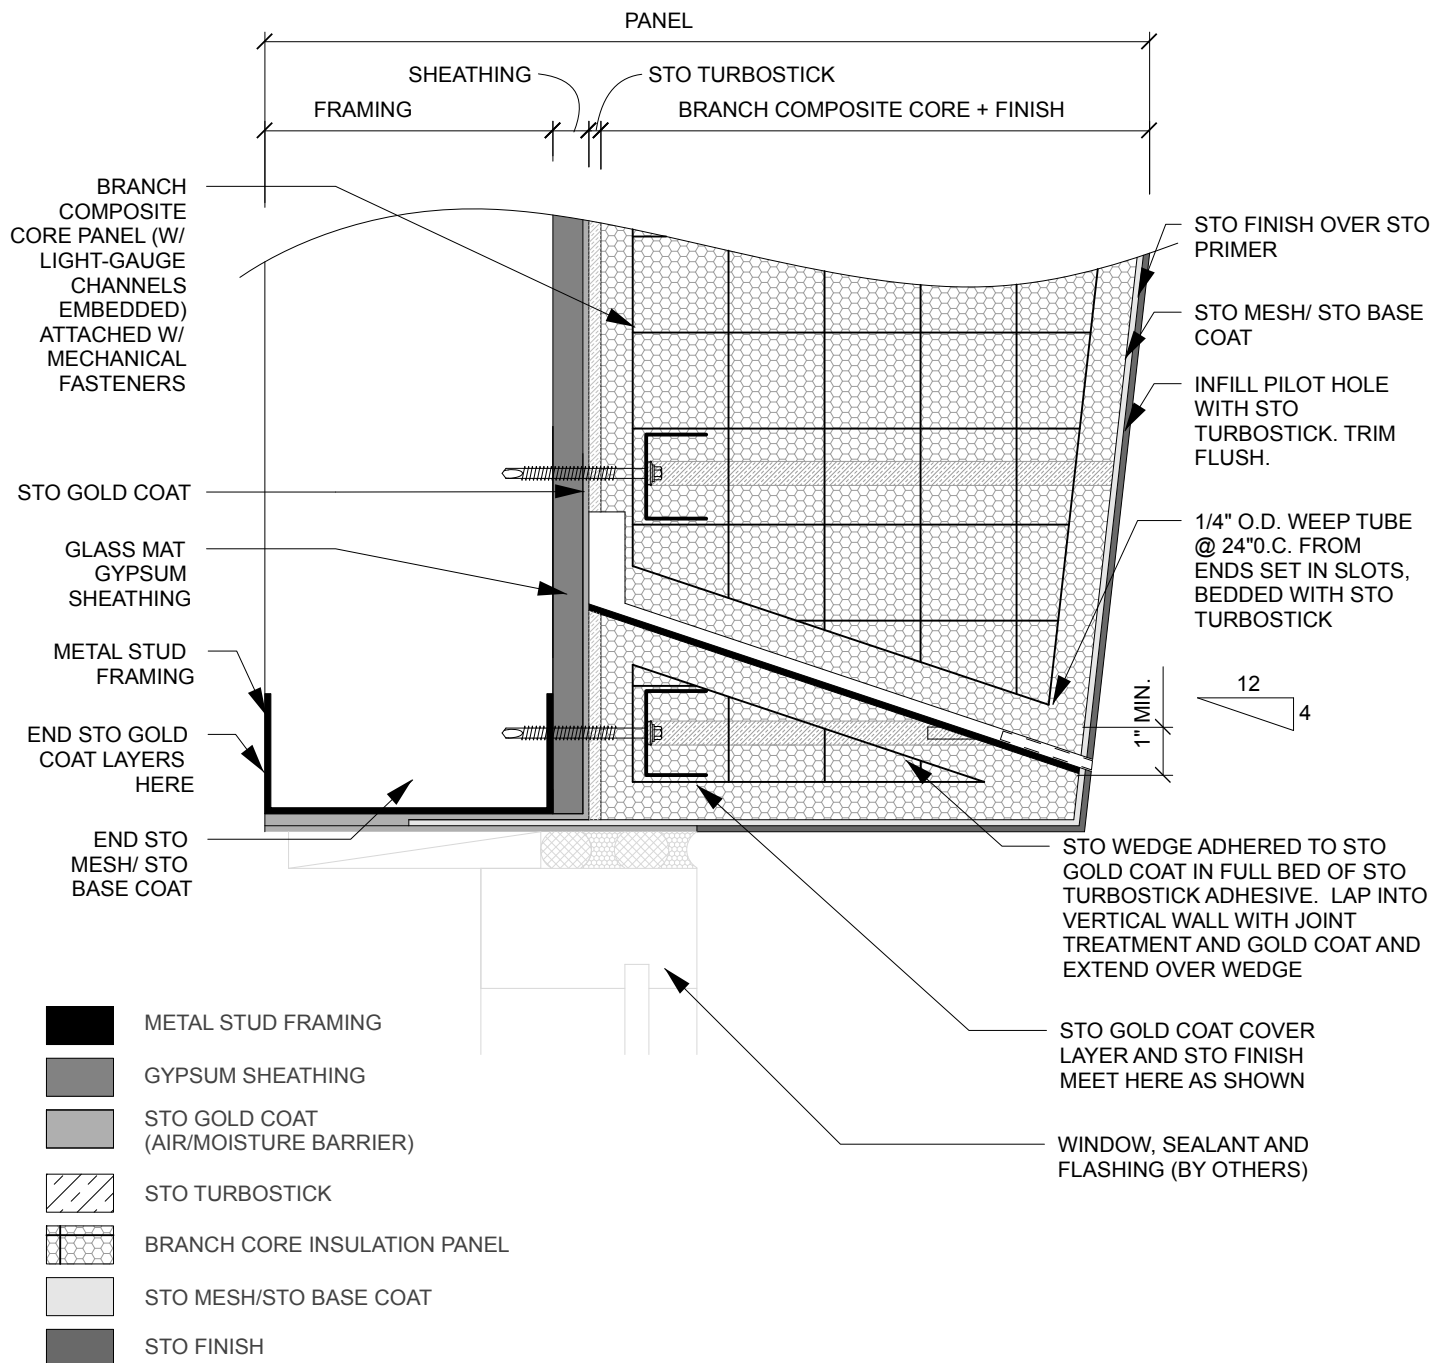 PANEL
SHEATHING
STO TURBOSTICK
FRAMING
BRANCH COMPOSITE CORE + FINISH
BRANCH
COMPOSITE
CORE PANEL (W/
LIGHT-GAUGE
CHANNELS
EMBEDDED)
ATTACHED W/
MECHANICAL
FASTENERS
STO GOLD COAT
GLASS MAT
GYPSUM
SHEATHING
METAL STUD
FRAMING
END STO GOLD
COAT LAYERS
HERE
END STO
MESH/ STO
BASE COAT
STO FINISH OVER STO
PRIMER
STO MESH/ STO BASE
COAT
INFILL PILOT HOLE
WITH STO
TURBOSTICK. TRIM
FLUSH.
1/4" O.D. WEEP TUBE
@ 24"0.C. FROM
ENDS SET IN SLOTS,
BEDDED WITH STO
TURBOSTICK
1" MIN.
12
4
STO WEDGE ADHERED TO STO
GOLD COAT IN FULL BED OF STO
TURBOSTICK ADHESIVE.  LAP INTO
VERTICAL WALL WITH JOINT
TREATMENT AND GOLD COAT AND
EXTEND OVER WEDGE
STO GOLD COAT COVER
LAYER AND STO FINISH
MEET HERE AS SHOWN
WINDOW, SEALANT AND
FLASHING (BY OTHERS)
METAL STUD FRAMING
GYPSUM SHEATHING
STO GOLD COAT
(AIR/MOISTURE BARRIER)
STO TURBOSTICK
BRANCH CORE INSULATION PANEL
STO MESH/STO BASE COAT
STO FINISH